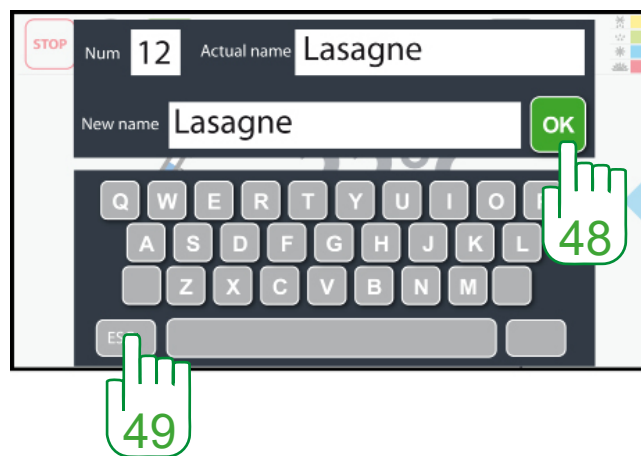 STOP
Num 12 Actual name Lasagne
New name Lasagne OK
Q W E R T Y U I O P
A S D F G H J K L
48
Z X C V B N M
49